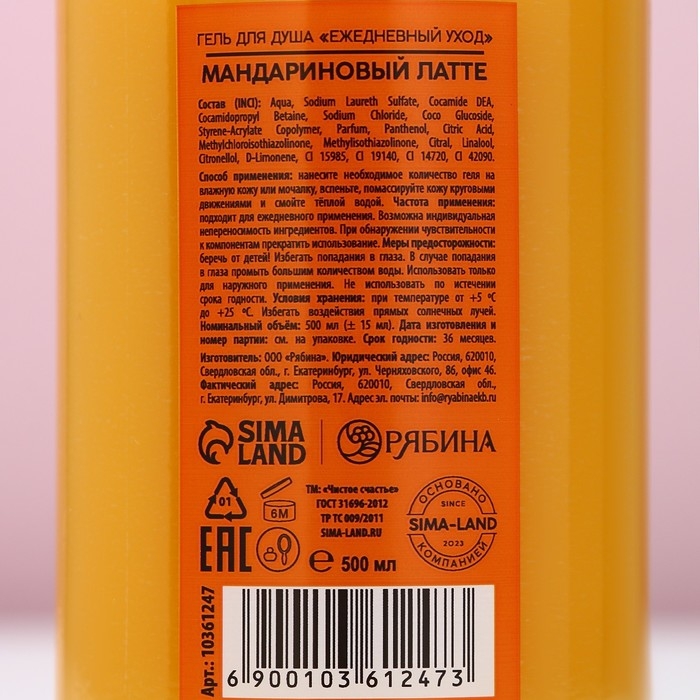 ГЕЛЬ ДЛЯ ДУША «ЕЖЕДНЕВНЫЙ УХОД»
МАНДАРИНОВЫЙ ЛАТТЕ
Состав (INCI): Aqua, Sodium Laureth Sulfate, Cocamide DEA,
Cocamidopropyl Betaine, Sodium Chloride, Coco Glucoside,
Styrene-Acrylate Copolymer, Parfum, Panthenol, Citric Acid,
Methylchloroisothiazolinone, Methylisothiazolinone, Citral, Linalool,
Citronellol, D-Limonene, CI 15985, CI 19140, CI 14720, CI 42090.
Способ применения: нанесите необходимое количество геля на
влажную кожу или мочалку, вспеньте, помассируйте кожу круговыми
движениями и смойте тёплой водой. Частота применения:
подходит для ежедневного применения. Возможна индивидуальная
непереносимость ингредиентов. При обнаружении чувствительности
к компонентам прекратить использование. Меры предосторожности:
беречь от детей! Избегать попадания в глаза. В случае попадания
в глаза промыть большим количеством воды. Использовать только
для наружного применения. Не использовать по истечении
срока годности. Условия хранения: при температуре от +5 °C
до +25 °C. Избегать воздействия прямых солнечных лучей.
Номинальный объём: 500 мл (± 15 мл). Дата изготовления и
номер партии: см. на упаковке. Срок годности: 36 месяцев.
Изготовитель: ООО «Рябина». Юридический адрес: Россия, 620010,
Свердловская обл., г. Екатеринбург, ул. Черняховского, 86, офис 46.
Фактический адрес: Россия, 620010, Свердловская обл.,
г. Екатеринбург, ул. Димитрова, 17. Адрес эл. почты: info@ryabinaekb.ru
SIMA
LAND
РЯБИНА
01
6М
ТМ: «Чистое счастье»
ГОСТ 31696-2012
ТР ТС 009/2011
SIMA-LAND.RU
ОСНОВАНО
SINCE
SIMA-LAND
2023
КОМПАНИЕЙ
EAC
℮ 500 мл
Арт.: 10361247
6 900103 612473